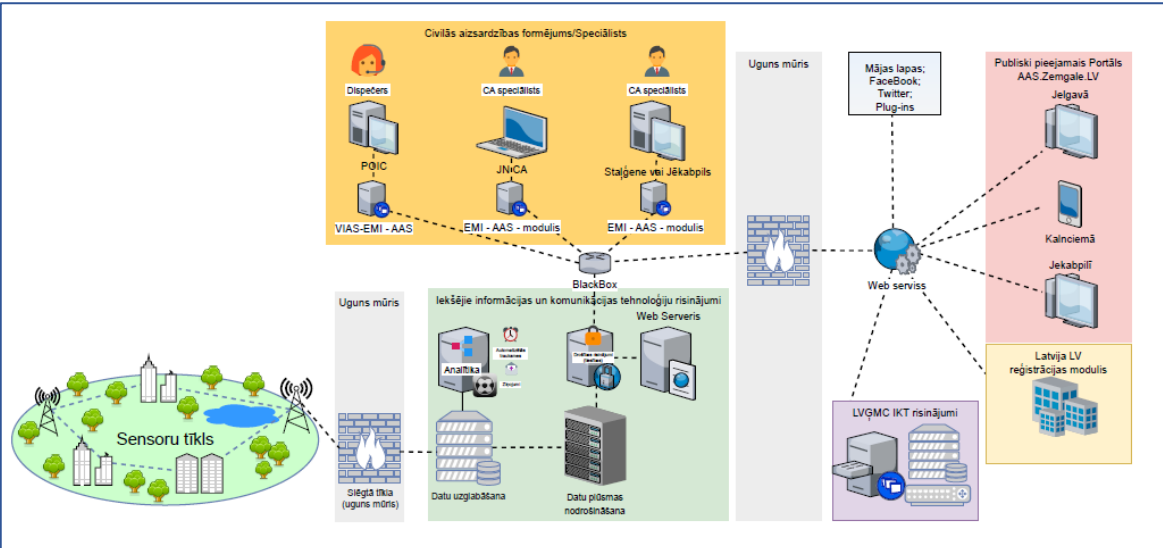 Civilās aizsardzības formējums/Speciālists
Dispečers
CA speciālists
CA speciālists
POIC
JNCA
Staļģene vai Jēkabpils
VIAS-EMI - AAS
EMI - AAS - modulis
EMI - AAS - modulis
BlackBox
Uguns mūris
Mājas lapas;
FaceBook;
Twitter;
Plug-ins
Web serviss
Publiski pieejamais Portāls
AAS.Zemgale.LV
Jelgavā
Kalnciemā
Jekabpilī
Latvija LV
reģistrācijas modulis
LVĢMC IKT risinājumi
Uguns mūris
Slēgtā tīkla
(uguns mūris)
Iekšējie informācijas un komunikācijas tehnoloģiju risinājumi
Web Serveris
Analītika
Datu uzglabāšana
Datu plūsmas
nodrošināšana
Sensoru tīkls